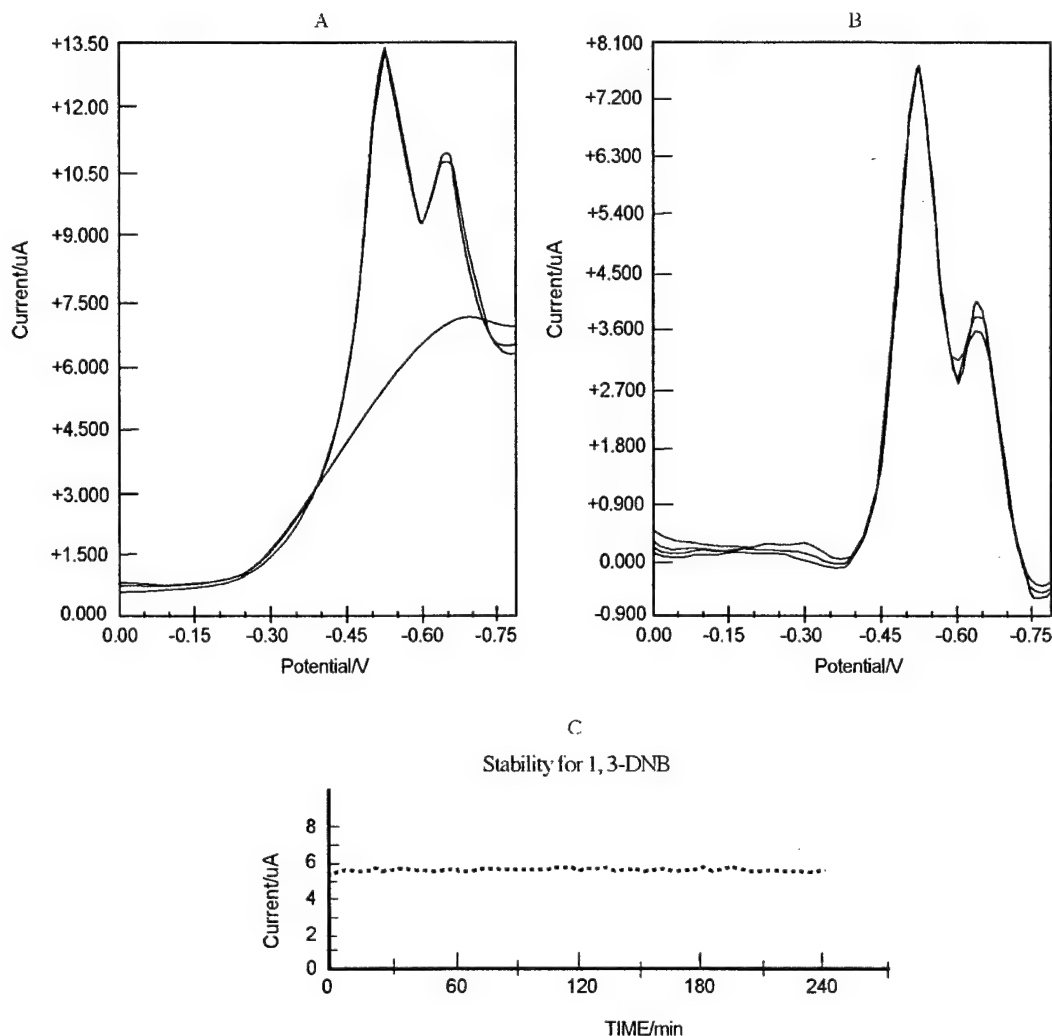 A
+13.50
+12.00
+10.50
+9.000
+7.500
+6.000
+4.500
+3.000
+1.500
0.000
Current/uA
0.00 -0.15 -0.30 -0.45 -0.60 -0.75
Potential/V
B
+8.100
+7.200
+6.300
+5.400
+4.500
+3.600
+2.700
+1.800
+0.900
0.000
-0.900
Current/uA
0.00 -0.15 -0.30 -0.45 -0.60 -0.75
Potential/V
C
Stability for 1, 3-DNB
8
6
4
2
0
Current/uA
0 60 120 180 240
TIME/min